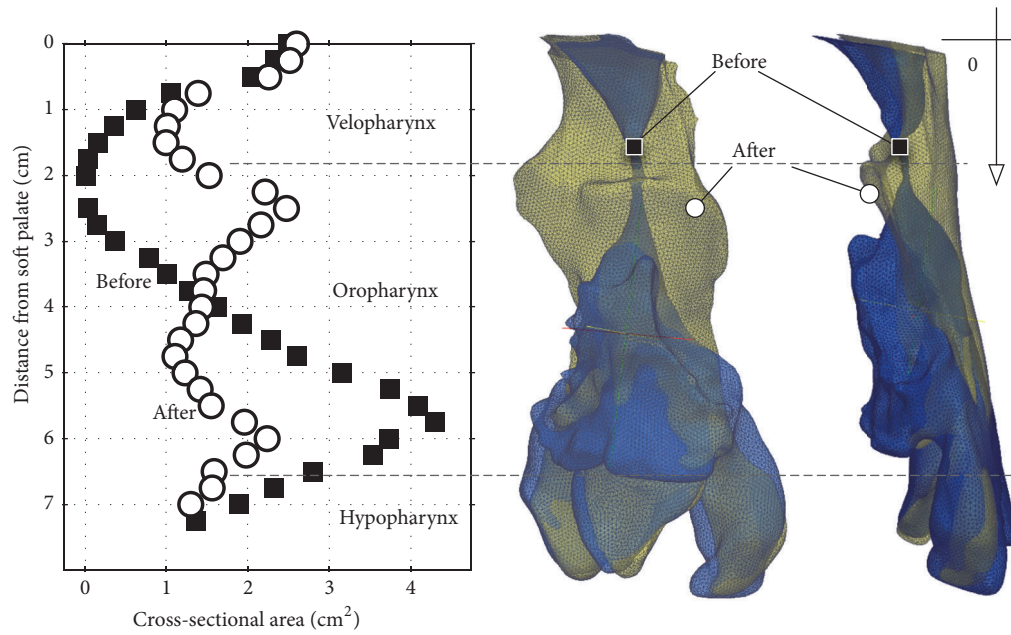 0
1
2
3
4
5
6
7
Distance from soft palate (cm)
0
1
2
3
4
Cross-sectional area (cm²)
Velopharynx
Oropharynx
Hypopharynx
Before
After
Before
After
0